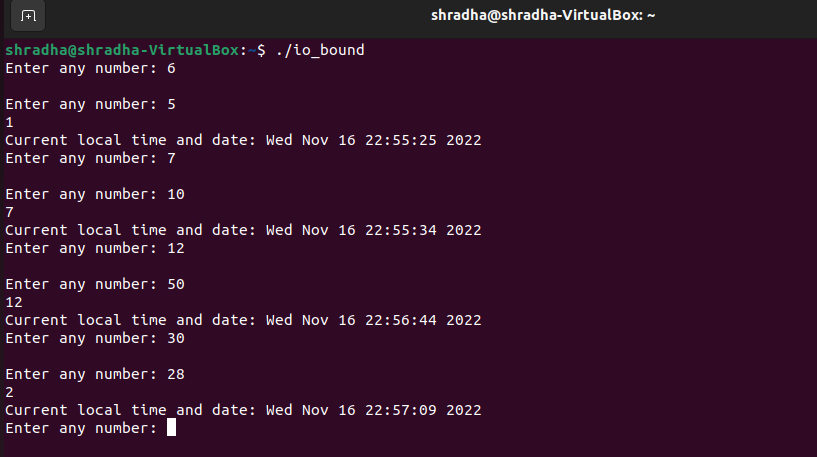 shradha@shradha-VirtualBox: ~
shradha@shradha-VirtualBox:~$ ./io_bound
Enter any number: 6
Enter any number: 5
1
Current local time and date: Wed Nov 16 22:55:25 2022
Enter any number: 7
Enter any number: 10
7
Current local time and date: Wed Nov 16 22:55:34 2022
Enter any number: 12
Enter any number: 50
12
Current local time and date: Wed Nov 16 22:56:44 2022
Enter any number: 30
Enter any number: 28
2
Current local time and date: Wed Nov 16 22:57:09 2022
Enter any number: